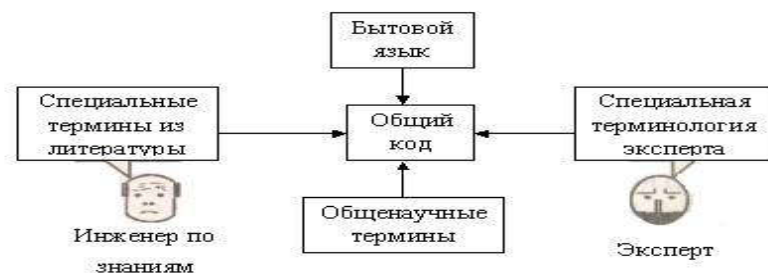 Бытовой
язык
Специальные
термины из
литературы
Общий
код
Специальная
терминология
эксперта
Общенаучные
термины
Инженер по
знаниям
Эксперт